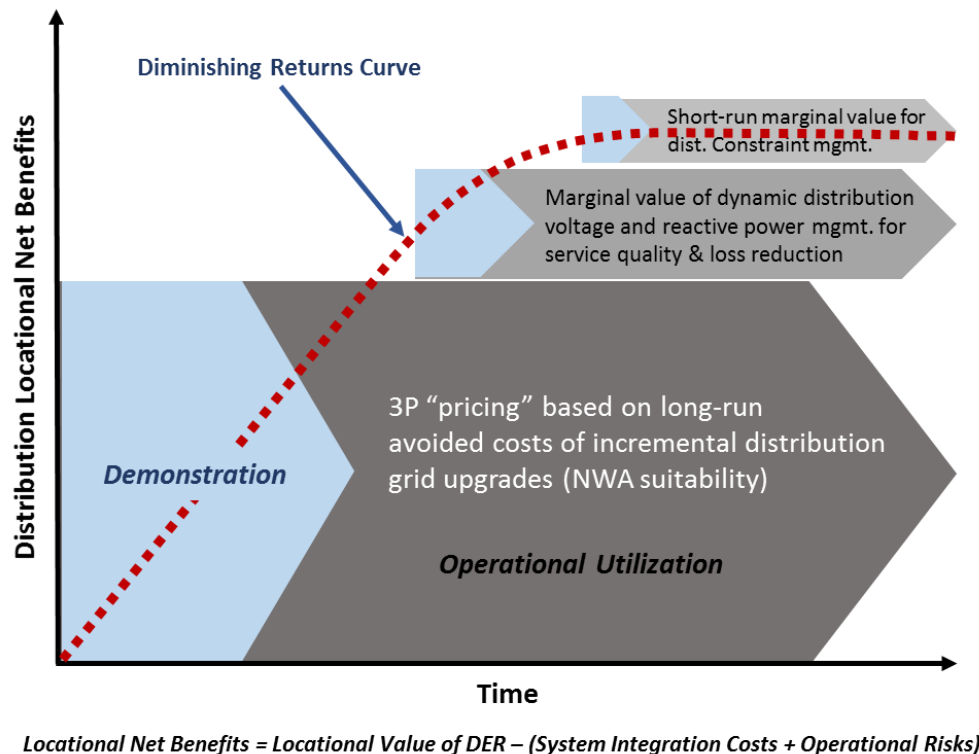 Distribution Locational Net Benefits
Diminishing Returns Curve
Short-run marginal value for
dist. Constraint mgmt.
Marginal value of dynamic distribution
voltage and reactive power mgmt. for
service quality & loss reduction
3P “pricing” based on long-run
avoided costs of incremental distribution
grid upgrades (NWA suitability)
Demonstration
Operational Utilization
Time
Locational Net Benefits = Locational Value of DER – (System Integration Costs + Operational Risks